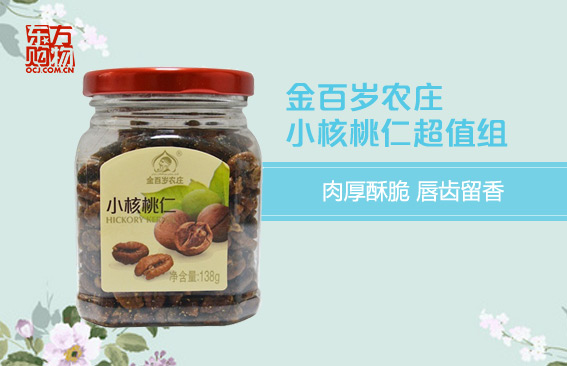 东方
购物
OCJ.COM.CN
金百岁农庄
小核桃仁超值组
肉厚酥脆 唇齿留香
金百岁农庄
小核桃仁
HICKORY KER
净含量:138g